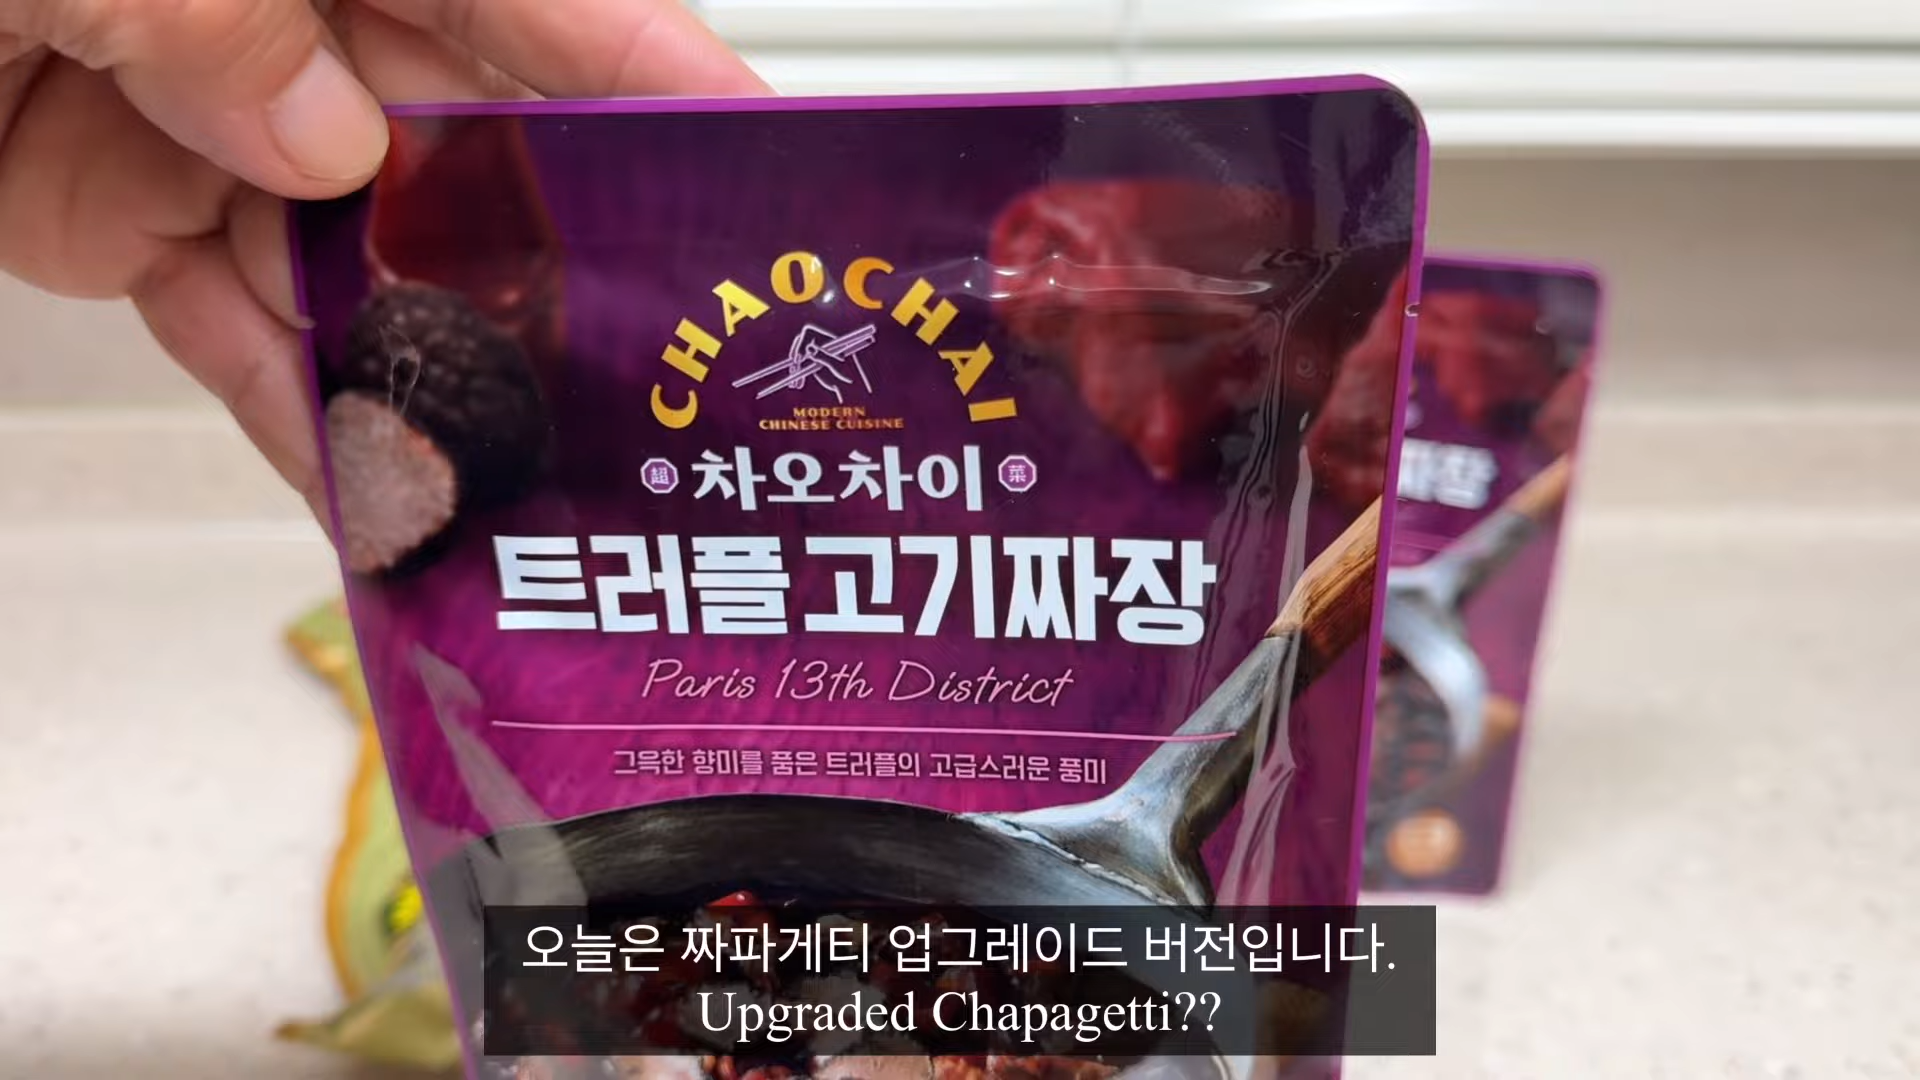 CHAOCHAI
MODERN
CHINESE CUISINE
超 차오차이 菜
트러플고기짜장
Paris 13th District
그윽한 향미를 품은 트러플의 고급스러운 풍미
짜장
오늘은 짜파게티 업그레이드 버전입니다.
Upgraded Chapagetti??